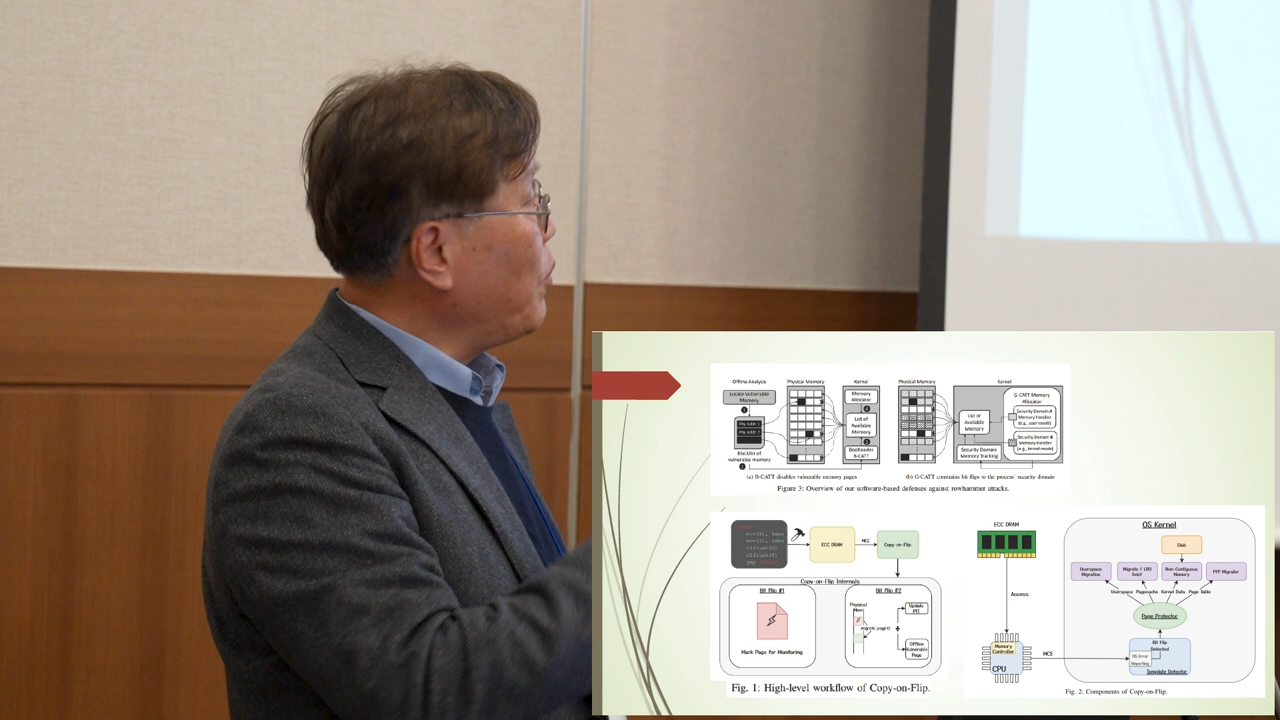 Offline Analysis
Physical Memory
Kernel
Locate Vulnerable
Memory
Memory
Allocator
List of
Available
Memory
Bootloader
B-CATT
Blacklist of
vulnerable memory
(a) B-CATT disables vulnerable memory pages
Physical Memory
Kernel
List of
Available
Memory
G-CATT Memory
Allocator
Security Domain A
Memory Handler
(e.g., user mode)
Security Domain B
Memory Handler
(e.g., kernel mode)
Security Domain
Memory Tracking
(b) G-CATT constrains bit flips to the process' security domain
Figure 3: Overview of our software-based defenses against rowhammer attacks.
ECC DRAM
MCE
Copy-on-Flip
Copy-on-Flip Internals
Bit flip #1
Mark Page for Monitoring
Bit flip #2
Physical
Mem
migrate_page()
Update
PTE
Offline
Vulnerable
Page
Fig. 1: High-level workflow of Copy-on-Flip.
ECC DRAM
Access
Memory
Controller
CPU
MCE
OS Kernel
Slab
Userspace
Migration
Migrate / LRU
Evict
Non-Contiguous
Memory
PTP Migrator
Userspace
Pagecache
Kernel Data
Page Table
Page Protector
Bit Flip
Detected
OS Error
Reporting
Template Detector
Fig. 2: Components of Copy-on-Flip.